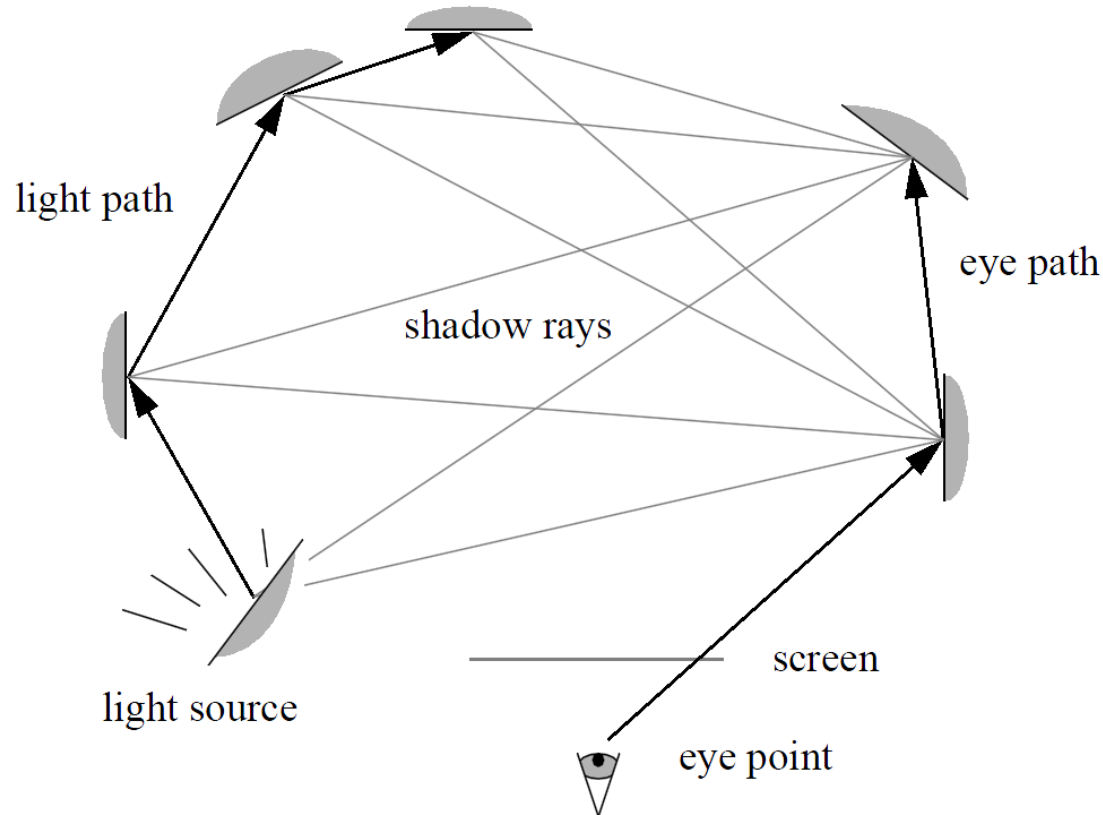 light path
eye path
shadow rays
screen
light source
eye point